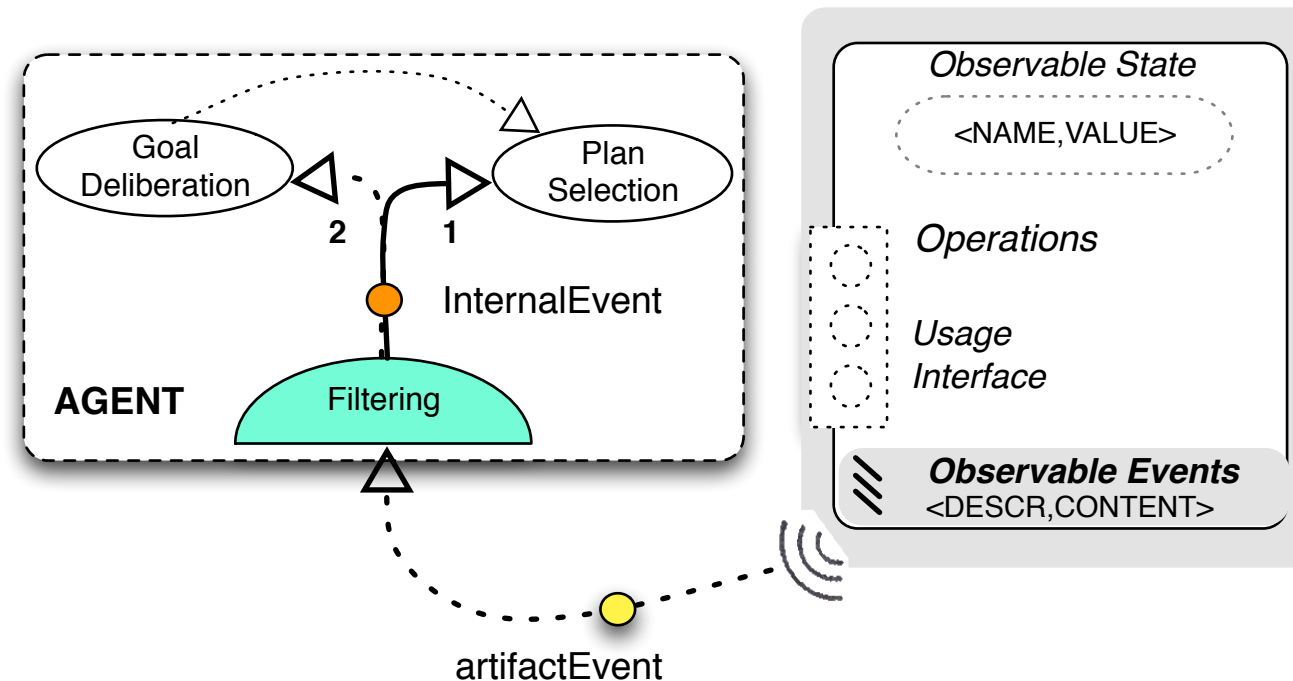 Goal
Deliberation
Plan
Selection
2
1
InternalEvent
AGENT
Filtering
artifactEvent
Observable State
<NAME,VALUE>
Operations
Usage
Interface
Observable Events
<DESCR,CONTENT>